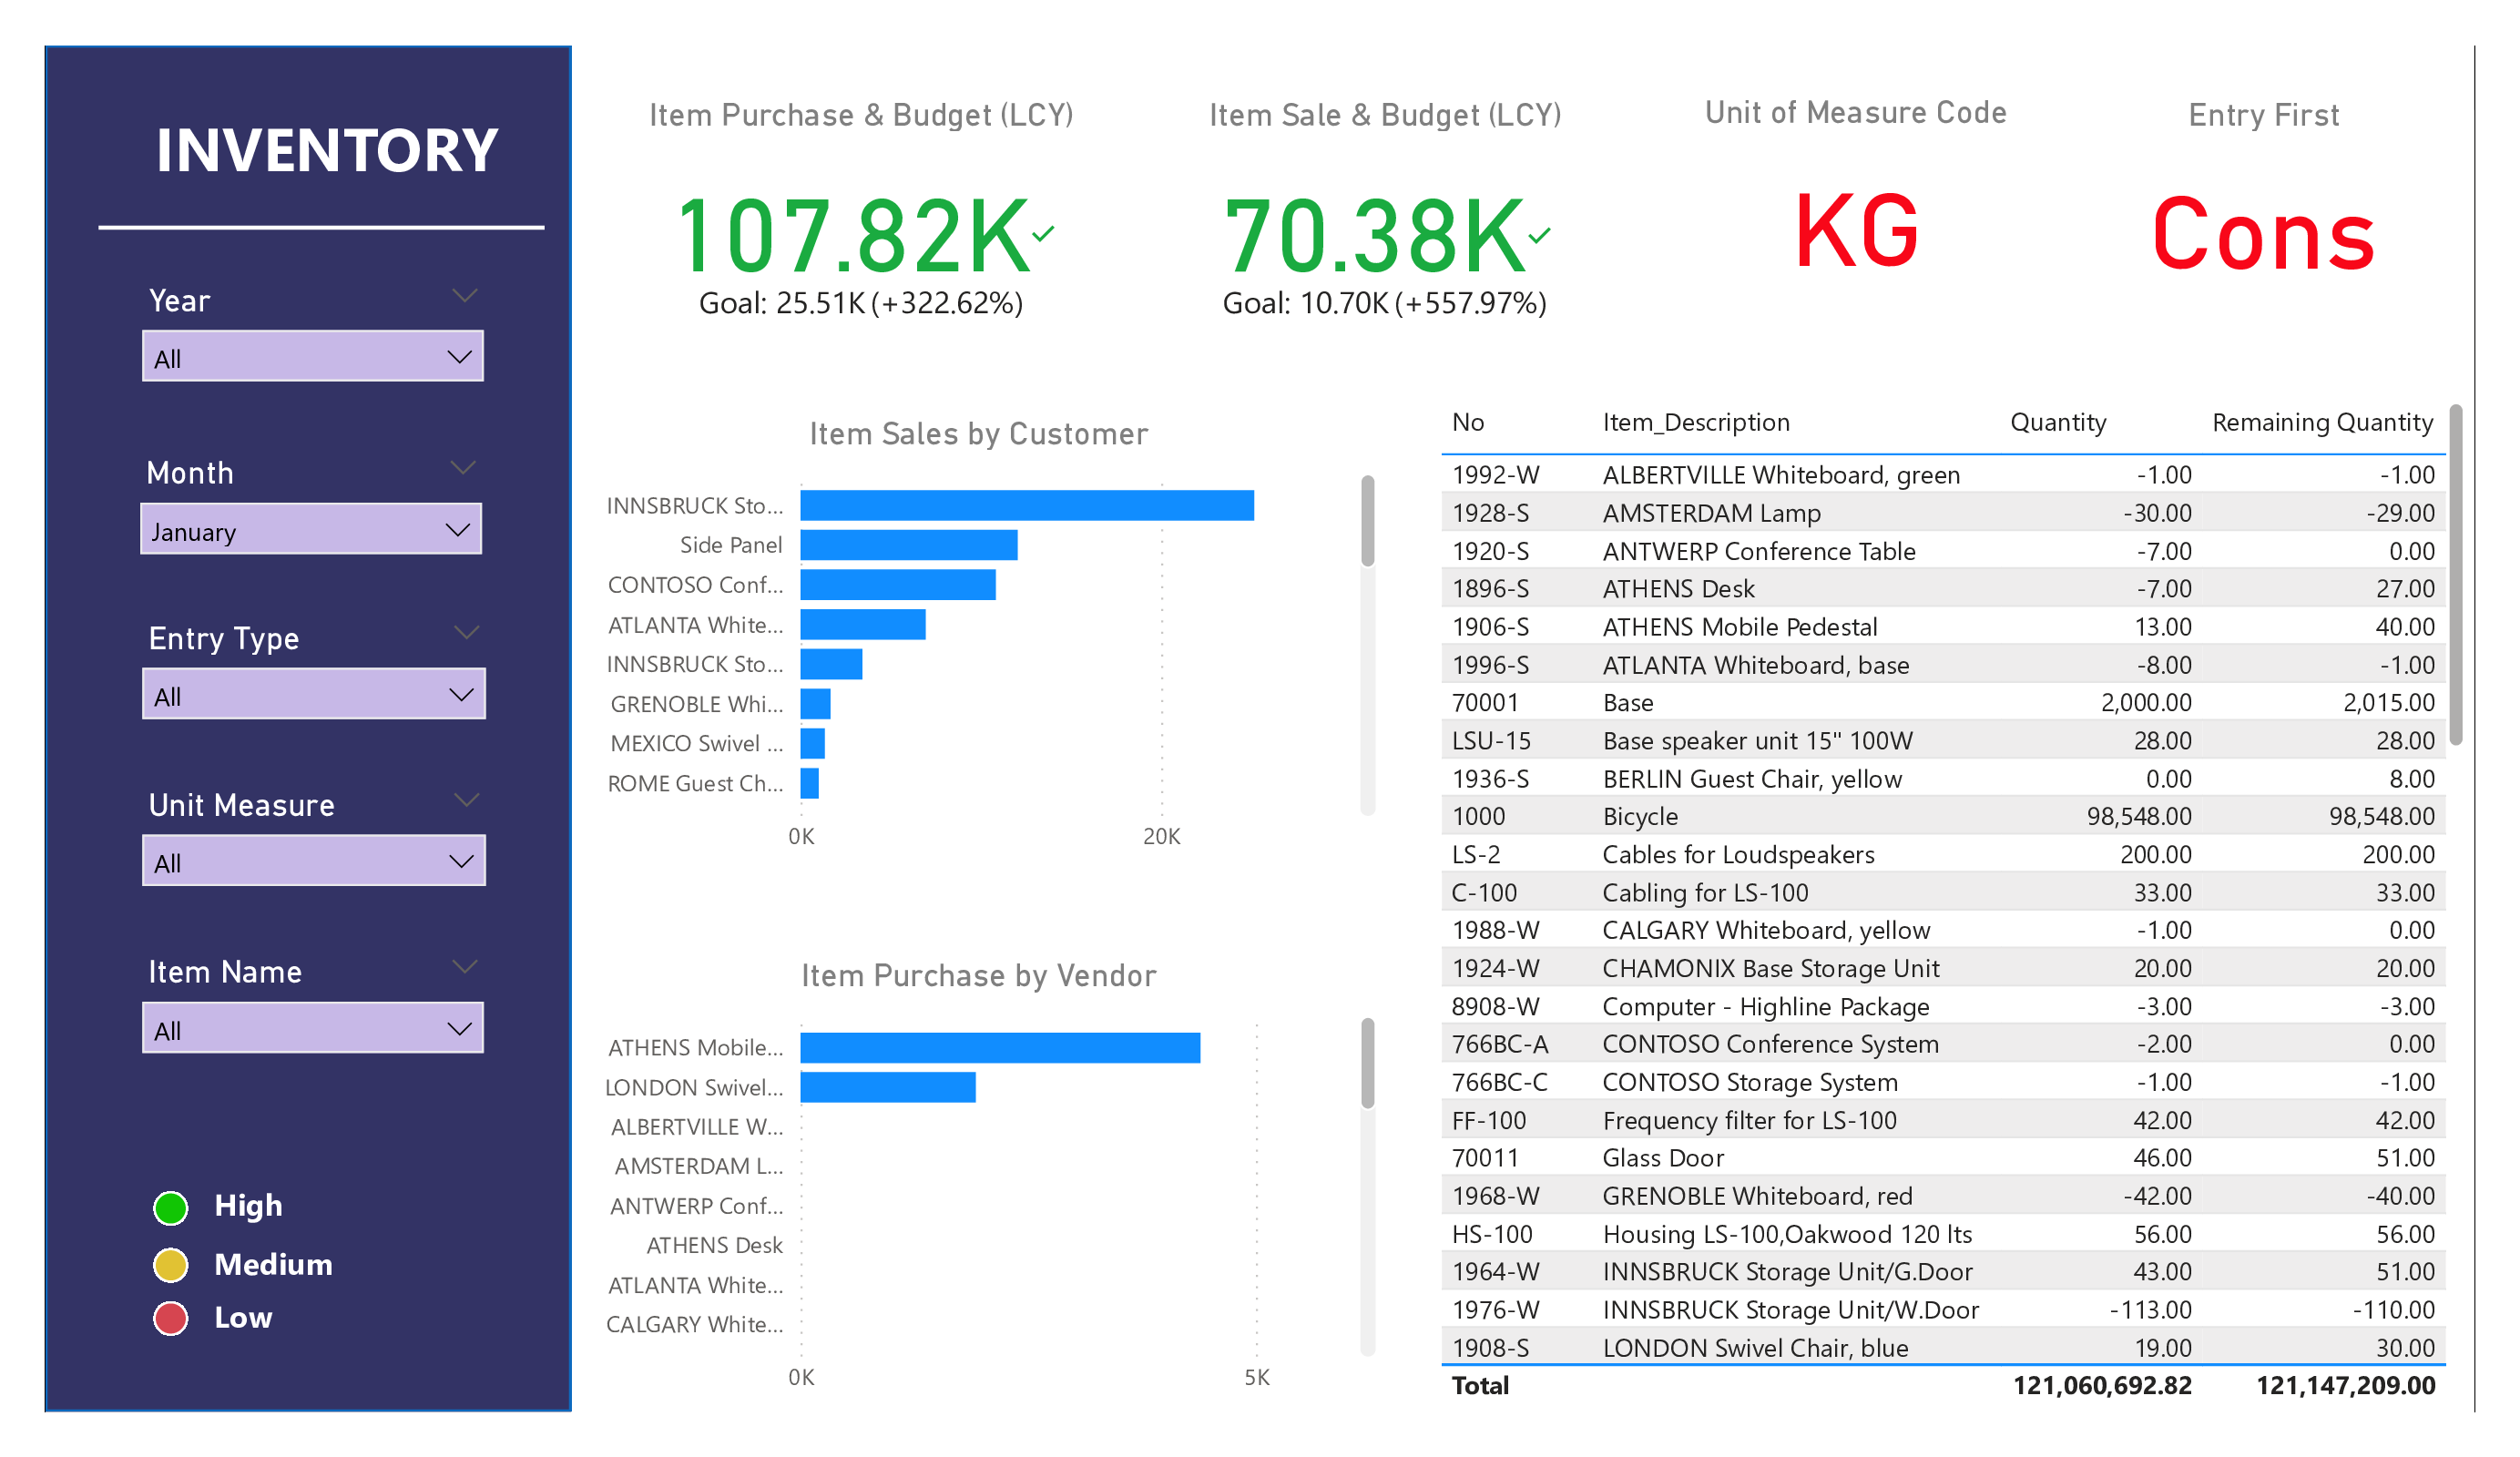 INVENTORY
Year
All
Month
January
Entry Type
All
Unit Measure
All
Item Name
All
High
Medium
Low
Item Purchase & Budget (LCY)
107.82K
Goal: 25.51K (+322.62%)
Item Sale & Budget (LCY)
70.38K
Goal: 10.70K (+557.97%)
Unit of Measure Code
KG
Entry First
Cons
Item Sales by Customer
INNSBRUCK Sto...
Side Panel
CONTOSO Conf...
ATLANTA White...
INNSBRUCK Sto...
GRENOBLE Whi...
MEXICO Swivel ...
ROME Guest Ch...
0K 20K
Item Purchase by Vendor
ATHENS Mobile...
LONDON Swivel...
ALBERTVILLE W...
AMSTERDAM L...
ANTWERP Conf...
ATHENS Desk
ATLANTA White...
CALGARY White...
0K 5K
No Item_Description Quantity Remaining Quantity
1992-W ALBERTVILLE Whiteboard, green -1.00 -1.00
1928-S AMSTERDAM Lamp -30.00 -29.00
1920-S ANTWERP Conference Table -7.00 0.00
1896-S ATHENS Desk -7.00 27.00
1906-S ATHENS Mobile Pedestal 13.00 40.00
1996-S ATLANTA Whiteboard, base -8.00 -1.00
70001 Base 2,000.00 2,015.00
LSU-15 Base speaker unit 15" 100W 28.00 28.00
1936-S BERLIN Guest Chair, yellow 0.00 8.00
1000 Bicycle 98,548.00 98,548.00
LS-2 Cables for Loudspeakers 200.00 200.00
C-100 Cabling for LS-100 33.00 33.00
1988-W CALGARY Whiteboard, yellow -1.00 0.00
1924-W CHAMONIX Base Storage Unit 20.00 20.00
8908-W Computer - Highline Package -3.00 -3.00
766BC-A CONTOSO Conference System -2.00 0.00
766BC-C CONTOSO Storage System -1.00 -1.00
FF-100 Frequency filter for LS-100 42.00 42.00
70011 Glass Door 46.00 51.00
1968-W GRENOBLE Whiteboard, red -42.00 -40.00
HS-100 Housing LS-100,Oakwood 120 lts 56.00 56.00
1964-W INNSBRUCK Storage Unit/G.Door 43.00 51.00
1976-W INNSBRUCK Storage Unit/W.Door -113.00 -110.00
1908-S LONDON Swivel Chair, blue 19.00 30.00
Total 121,060,692.82 121,147,209.00